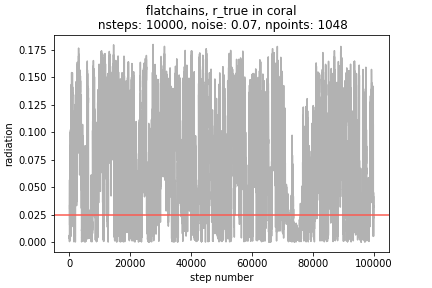 flatchains, r_true in coral
nsteps: 10000, noise: 0.07, npoints: 1048
radiation
0.175
0.150
0.125
0.100
0.075
0.050
0.025
0.000
0 20000 40000 60000 80000 100000
step number